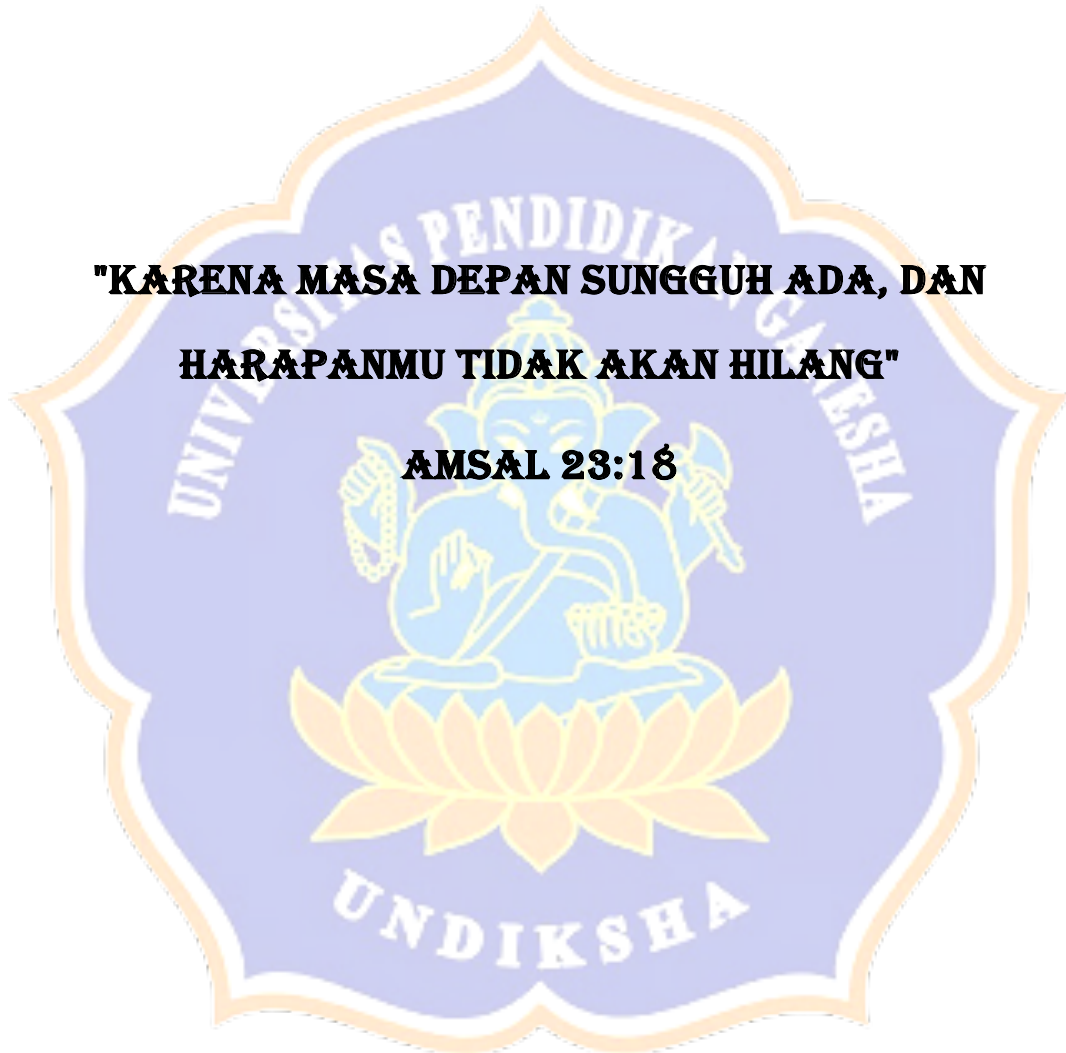 UNIVERSITAS PENDIDIKAN GANESHA
"KARENA MASA DEPAN SUNGGUH ADA, DAN
HARAPANMU TIDAK AKAN HILANG"
AMSAL 23:18
UNDIKSHA